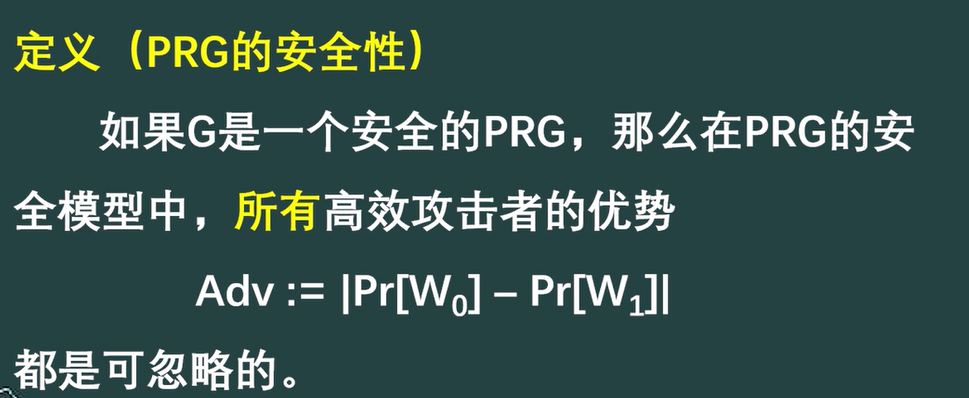 定义（PRG的安全性）
如果G是一个安全的PRG，那么在PRG的安
全模型中，所有高效攻击者的优势
Adv := |Pr[W₀] – Pr[W₁]|
都是可忽略的。